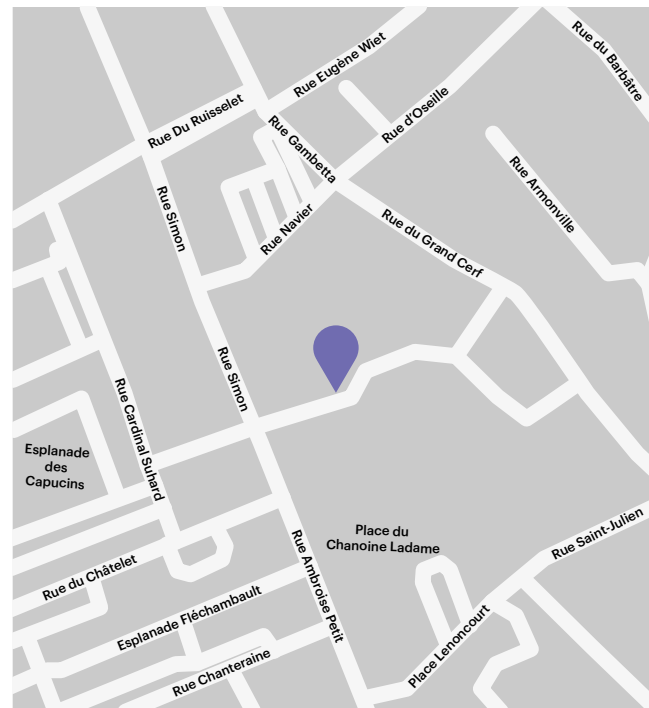 Rue du Barbâtre
Rue Eugène Wiet
Rue Du Ruisselet
Rue d'Oseille
Rue Gambetta
Rue Armonville
Rue Simon
Rue Navier
Rue du Grand Cerf
Rue Simon
Rue Cardinal Suhard
Esplanade
des
Capucins
Place du
Chanoine Ladame
Rue Saint-Julien
Rue du Châtelet
Rue Ambroise Petit
Esplanade Fléchambault
Place Lenoncourt
Rue Chanteraine